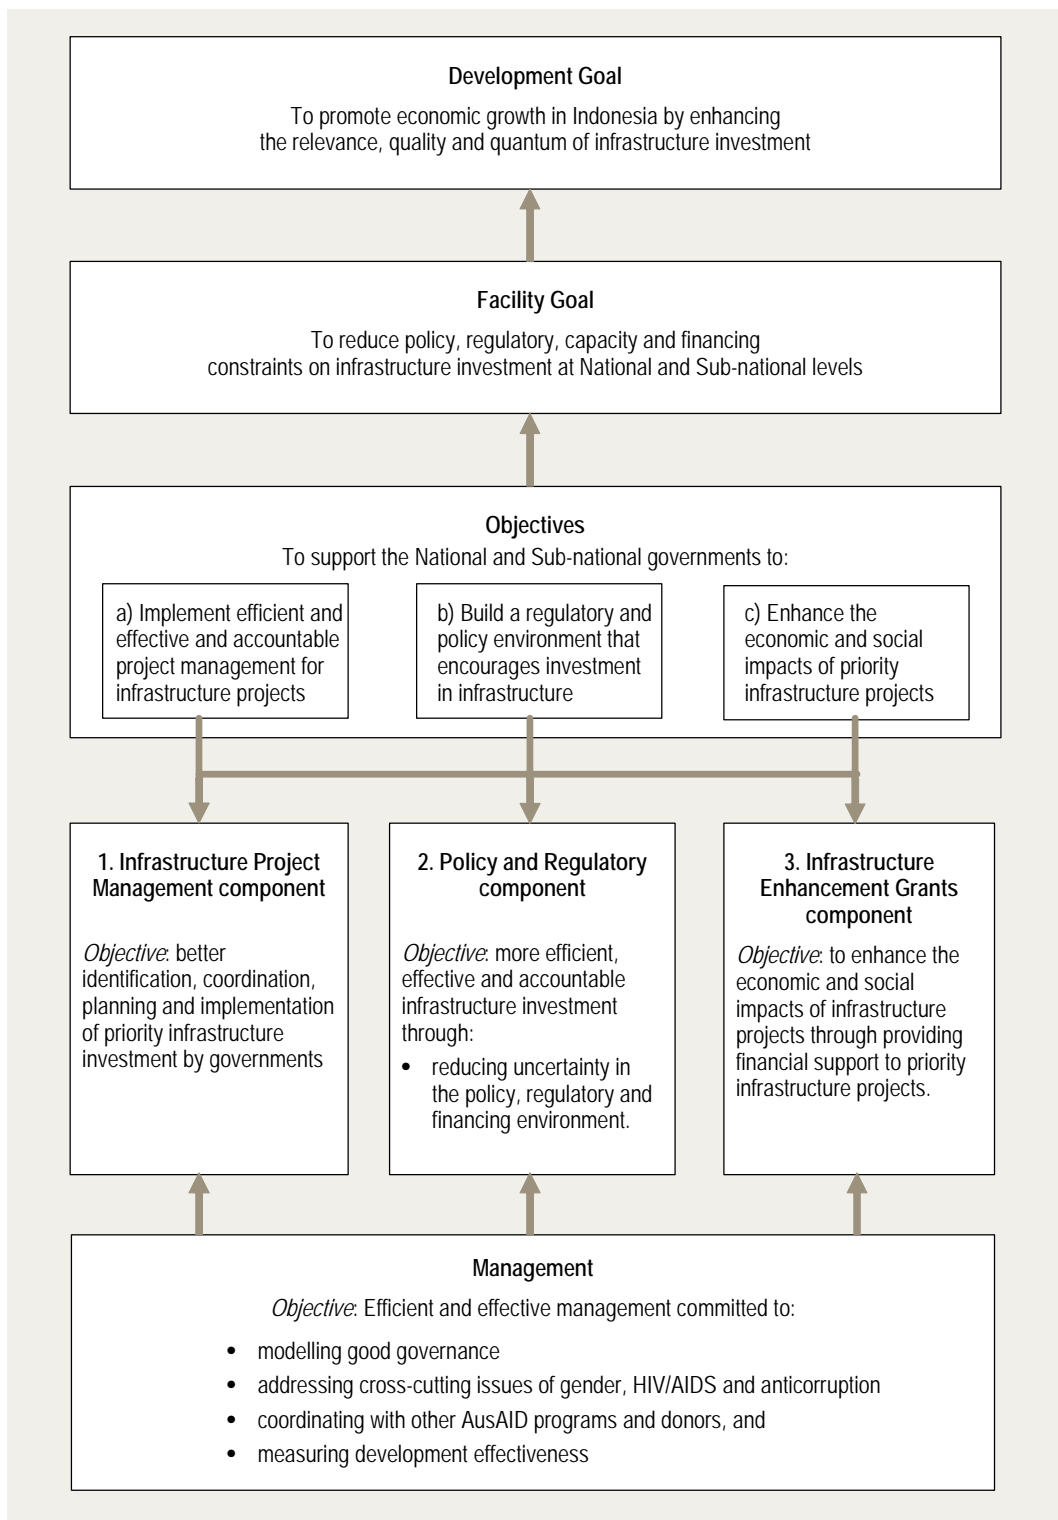 Development Goal
To promote economic growth in Indonesia by enhancing
the relevance, quality and quantum of infrastructure investment
Facility Goal
To reduce policy, regulatory, capacity and financing
constraints on infrastructure investment at National and Sub-national levels
Objectives
To support the National and Sub-national governments to:
a) Implement efficient and
effective and accountable
project management for
infrastructure projects
b) Build a regulatory and
policy environment that
encourages investment
in infrastructure
c) Enhance the
economic and social
impacts of priority
infrastructure projects
1. Infrastructure Project
Management component
Objective: better
identification, coordination,
planning and implementation
of priority infrastructure
investment by governments
2. Policy and Regulatory
component
Objective: more efficient,
effective and accountable
infrastructure investment
through:
• reducing uncertainty in
the policy, regulatory and
financing environment.
3. Infrastructure
Enhancement Grants
component
Objective: to enhance the
economic and social
impacts of infrastructure
projects through providing
financial support to priority
infrastructure projects.
Management
Objective: Efficient and effective management committed to:
• modelling good governance
• addressing cross-cutting issues of gender, HIV/AIDS and anticorruption
• coordinating with other AusAID programs and donors, and
• measuring development effectiveness